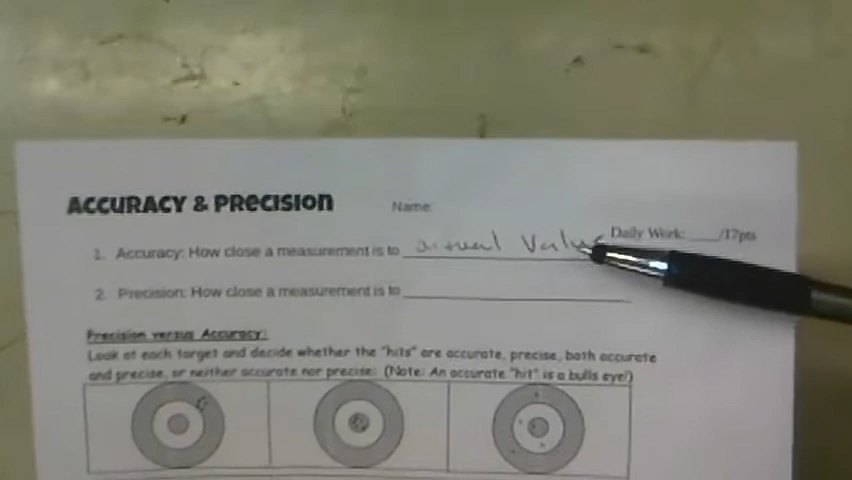 ACCURACY & PRECISION
Name:
Daily Work: ____/17pts
1. Accuracy: How close a measurement is to actual value
2. Precision: How close a measurement is to ____
Precision versus Accuracy:
Look at each target and decide whether the "hits" are accurate, precise, both accurate
and precise, or neither accurate nor precise: (Note: An accurate "hit" is a bulls eye!)